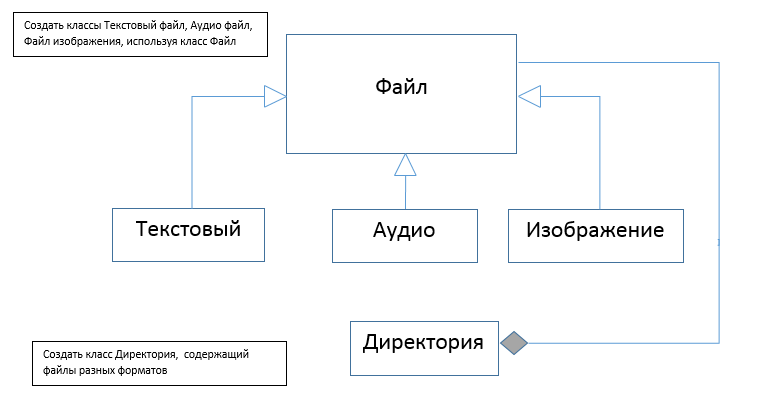 Создать классы Текстовый файл, Аудио файл,
Файл изображения, используя класс Файл
Файл
Текстовый
Аудио
Изображение
Директория
Создать класс Директория,  содержащий
файлы разных форматов